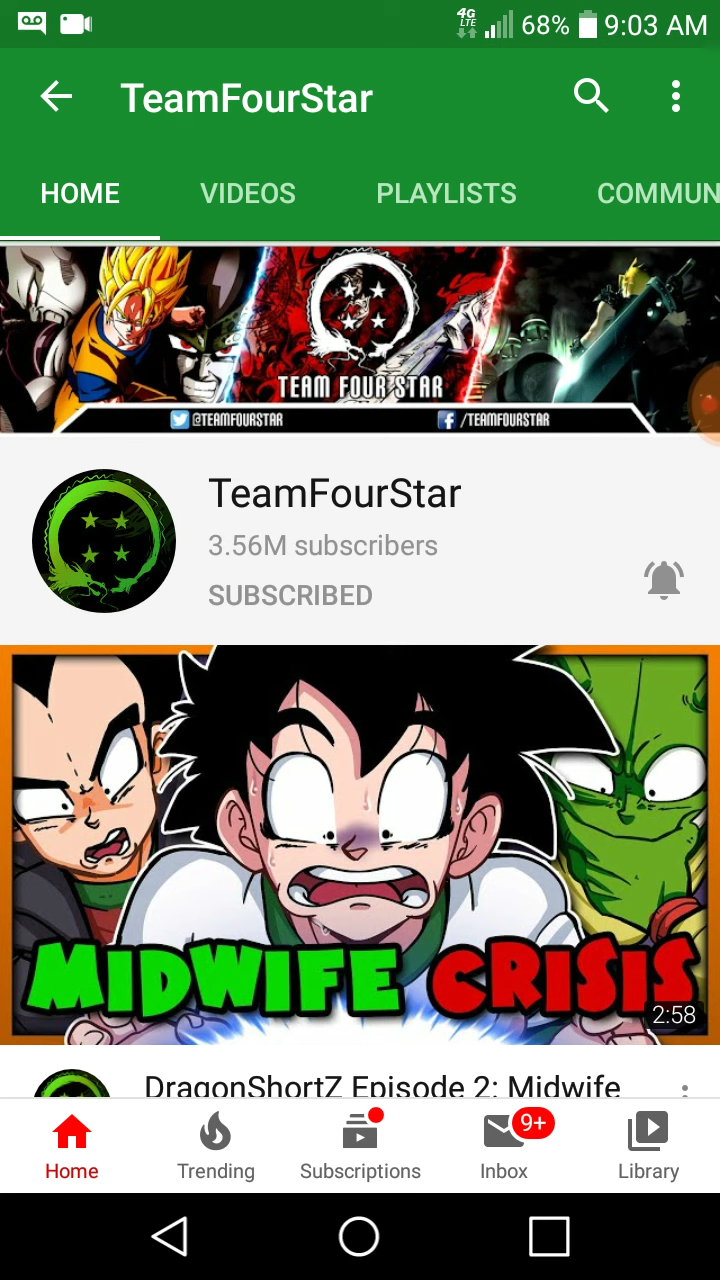 4G
LTE
68%
9:03 AM
TeamFourStar
HOME
VIDEOS
PLAYLISTS
COMMUN
TEAM FOUR STAR
@TEAMFOURSTAR
/TEAMFOURSTAR
TeamFourStar
3.56M subscribers
SUBSCRIBED
MIDWIFE CRISIS
2:58
DragonShortZ Episode 2: Midwife
9+
Home
Trending
Subscriptions
Inbox
Library